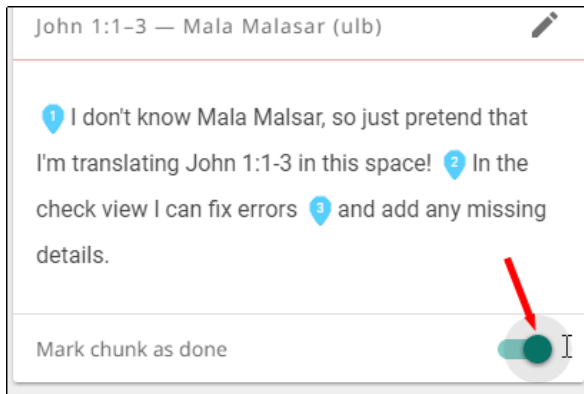 John 1:1–3 — Mala Malasar (ulb)
1 I don't know Mala Malsar, so just pretend that
I'm translating John 1:1-3 in this space! 2 In the
check view I can fix errors 3 and add any missing
details.
Mark chunk as done